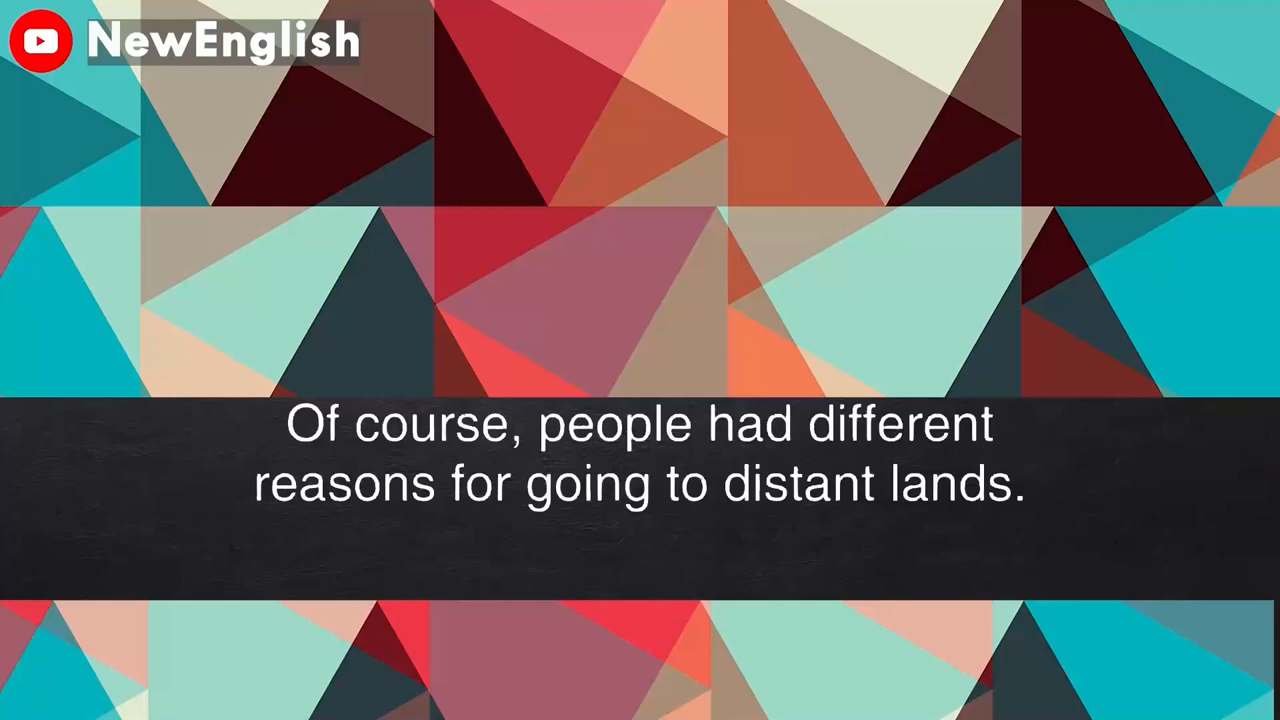 NewEnglish
Of course, people had different
reasons for going to distant lands.